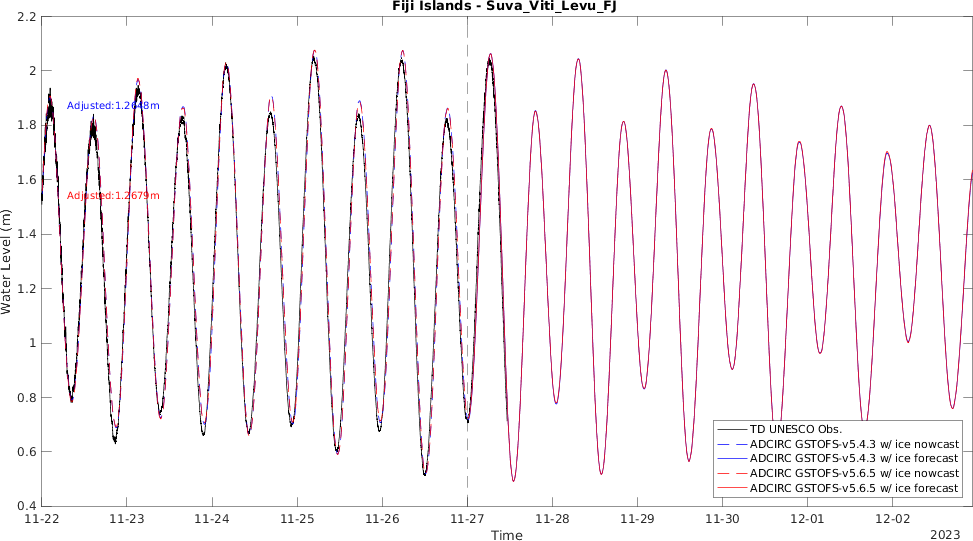 Fiji Islands - Suva_Viti_Levu_FJ
2.2
2
1.8
1.6
1.4
1.2
1
0.8
0.6
0.4
Water Level (m)
Adjusted:1.2648m
Adjusted:1.2679m
TD UNESCO Obs.
ADCIRC GSTOFS-v5.4.3 w/ ice nowcast
ADCIRC GSTOFS-v5.4.3 w/ ice forecast
ADCIRC GSTOFS-v5.6.5 w/ ice nowcast
ADCIRC GSTOFS-v5.6.5 w/ ice forecast
11-22 11-23 11-24 11-25 11-26 11-27 11-28 11-29 11-30 12-01 12-02
Time
2023